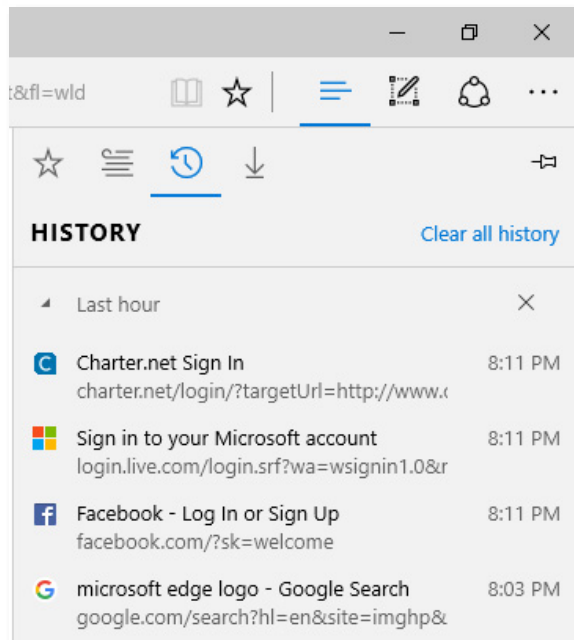 t&fl=wld
HISTORY
Clear all history
Last hour
Charter.net Sign In
8:11 PM
charter.net/login/?targetUrl=http://www.c
Sign in to your Microsoft account
8:11 PM
login.live.com/login.srf?wa=wsignin1.0&r
Facebook - Log In or Sign Up
8:11 PM
facebook.com/?sk=welcome
microsoft edge logo - Google Search
8:03 PM
google.com/search?hl=en&site=imghp&